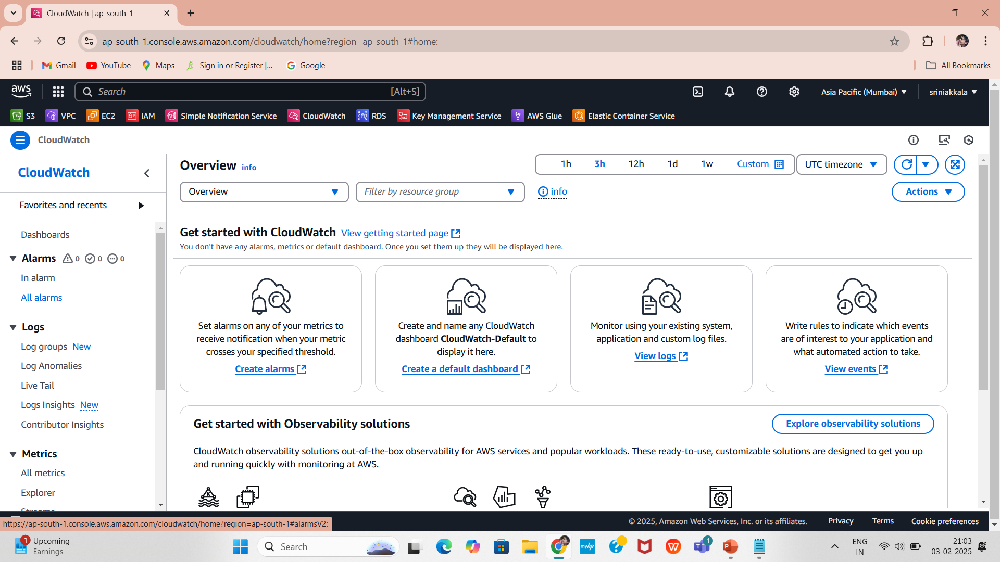 CloudWatch | ap-south-1
ap-south-1.console.aws.amazon.com/cloudwatch/home?region=ap-south-1#home:
Gmail YouTube Maps Sign in or Register |... Google All Bookmarks
aws Search [Alt+S] Asia Pacific (Mumbai) sriniakkala
S3 VPC EC2 IAM Simple Notification Service CloudWatch RDS Key Management Service AWS Glue Elastic Container Service
CloudWatch
CloudWatch
Favorites and recents
Dashboards
Alarms 0 0 0
In alarm
All alarms
Logs
Log groups New
Log Anomalies
Live Tail
Logs Insights New
Contributor Insights
Metrics
All metrics
Explorer
Streams
Overview info 1h 3h 12h 1d 1w Custom UTC timezone
Overview Filter by resource group info Actions
Get started with CloudWatch View getting started page
You don't have any alarms, metrics or default dashboard. Once you set them up they will be displayed here.
Set alarms on any of your metrics to
receive notification when your metric
crosses your specified threshold.
Create alarms
Create and name any CloudWatch
dashboard CloudWatch-Default to
display it here.
Create a default dashboard
Monitor using your existing system,
application and custom log files.
View logs
Write rules to indicate which events
are of interest to your application and
what automated action to take.
View events
Get started with Observability solutions Explore observability solutions
CloudWatch observability solutions out-of-the-box observability for AWS services and popular workloads. These ready-to-use, customizable solutions are designed to get you up
and running quickly with monitoring at AWS.
https://ap-south-1.console.aws.amazon.com/cloudwatch/home?region=ap-south-1#alarmsV2:
© 2025, Amazon Web Services, Inc. or its affiliates. Privacy Terms Cookie preferences
1 Upcoming
Earnings
Search
myhp
1
ENG
IN
21:03
03-02-2025